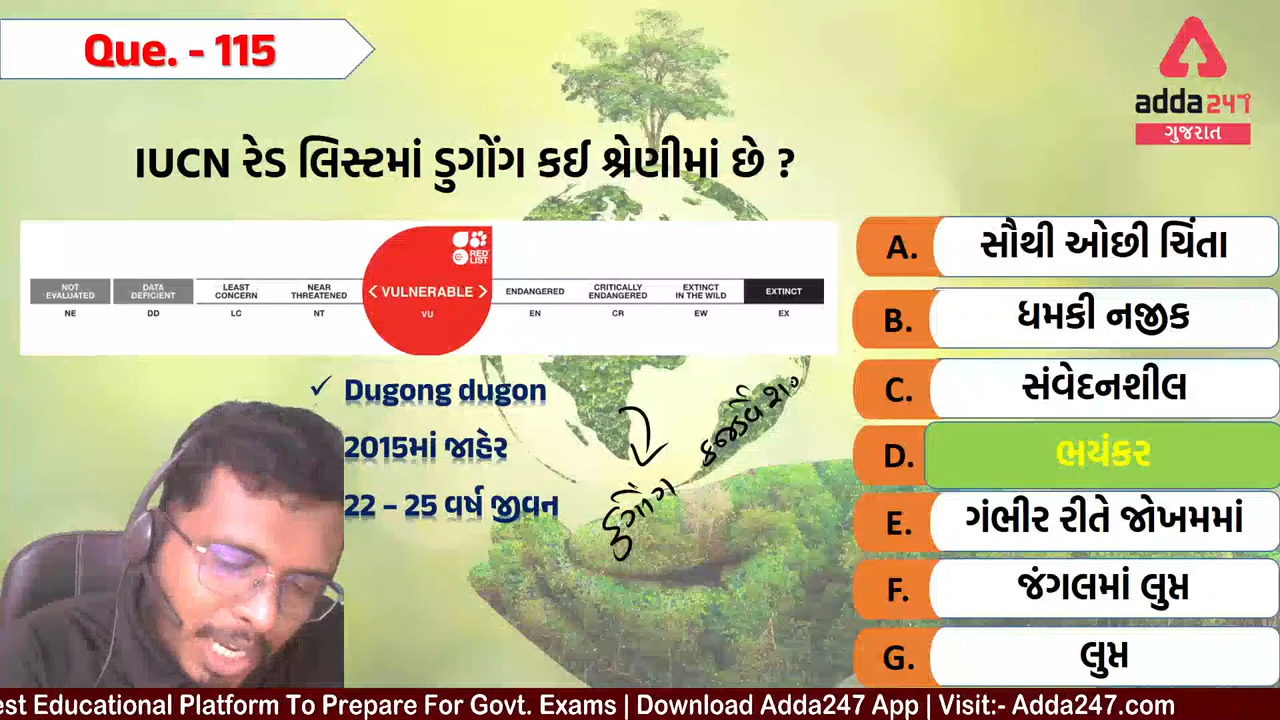 Que. - 115
adda247
ગુજરાત
IUCN રેડ લિસ્ટમાં ડુગોંગ કઈ શ્રેણીમાં છે ?
RED LIST
NOT EVALUATED
DATA DEFICIENT
LEAST CONCERN
NEAR THREATENED
< VULNERABLE >
ENDANGERED
CRITICALLY ENDANGERED
EXTINCT IN THE WILD
EXTINCT
NE
DD
LC
NT
VU
EN
CR
EW
EX
✓ Dugong dugon
2015માં જાહેર
22 – 25 વર્ષ જીવન
ડુગોંગ
A. સૌથી ઓછી ચિંતા
B. ધમકી નજીક
C. સંવેદનશીલ
D. ભયંકર
E. ગંભીર રીતે જોખમમાં
F. જંગલમાં લુપ્ત
G. લુપ્ત
est Educational Platform To Prepare For Govt. Exams | Download Adda247 App | Visit:- Adda247.com